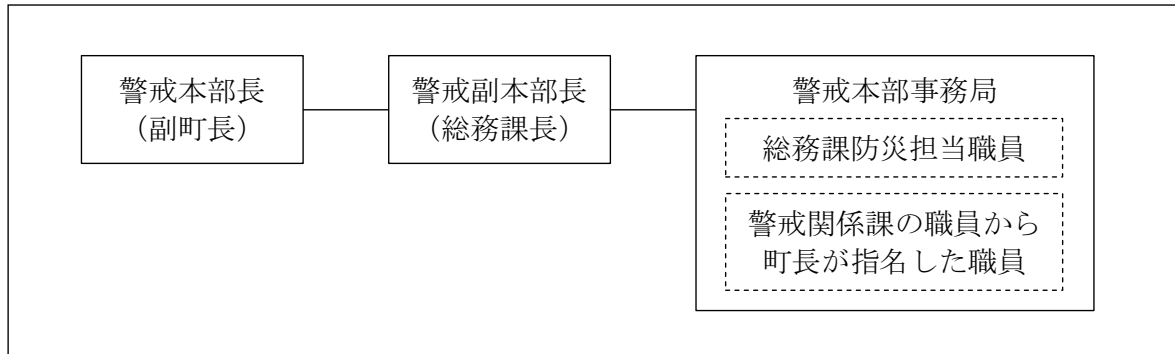 警戒本部長
（副町長）
警戒副本部長
（総務課長）
警戒本部事務局
総務課防災担当職員
警戒関係課の職員から
町長が指名した職員